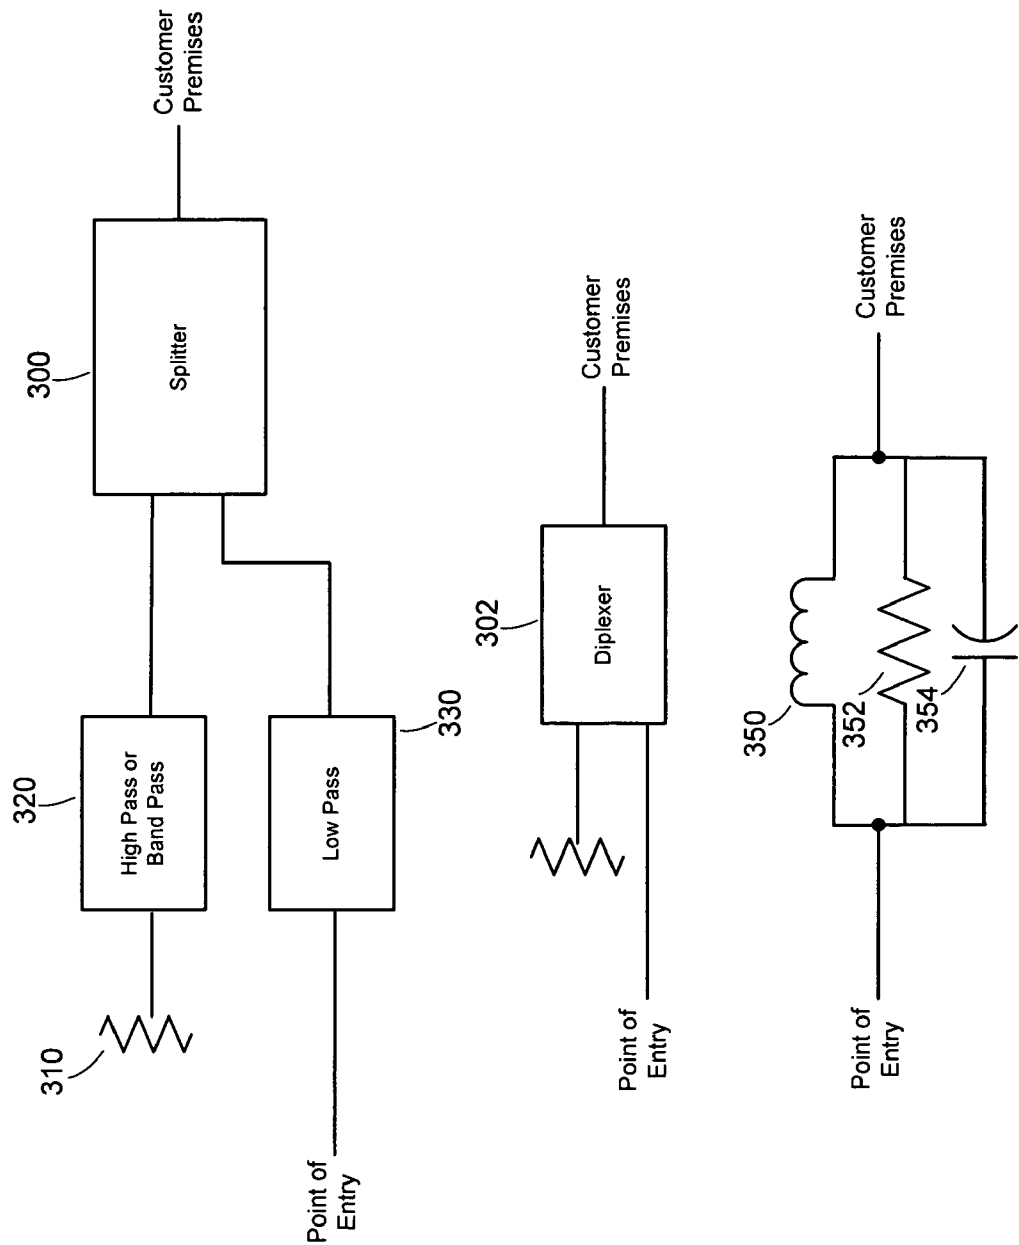 310
320
High Pass or
Band Pass
300
Splitter
Customer
Premises
Point of
Entry
Low Pass
330
302
Diplexer
Customer
Premises
Point of
Entry
350
352
354
Point of
Entry
Customer
Premises